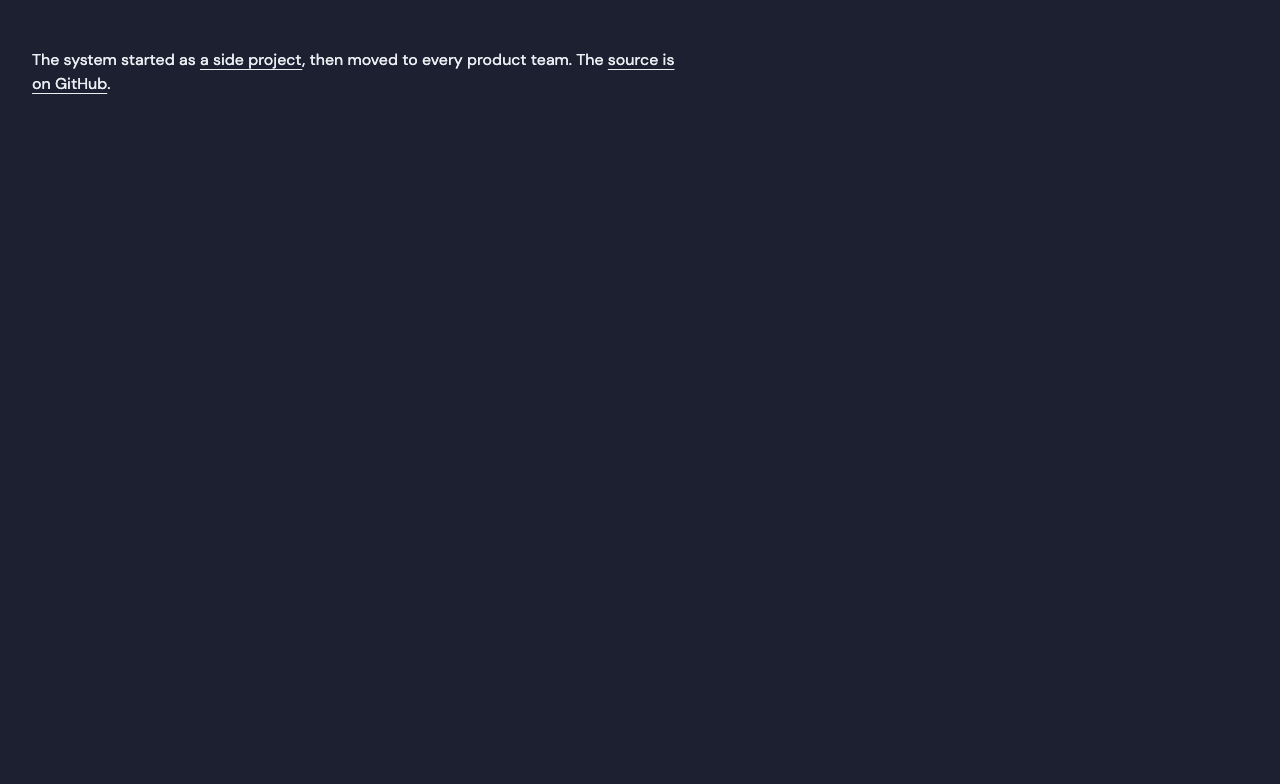 The system started as a side project, then moved to every product team. The source is
on GitHub.